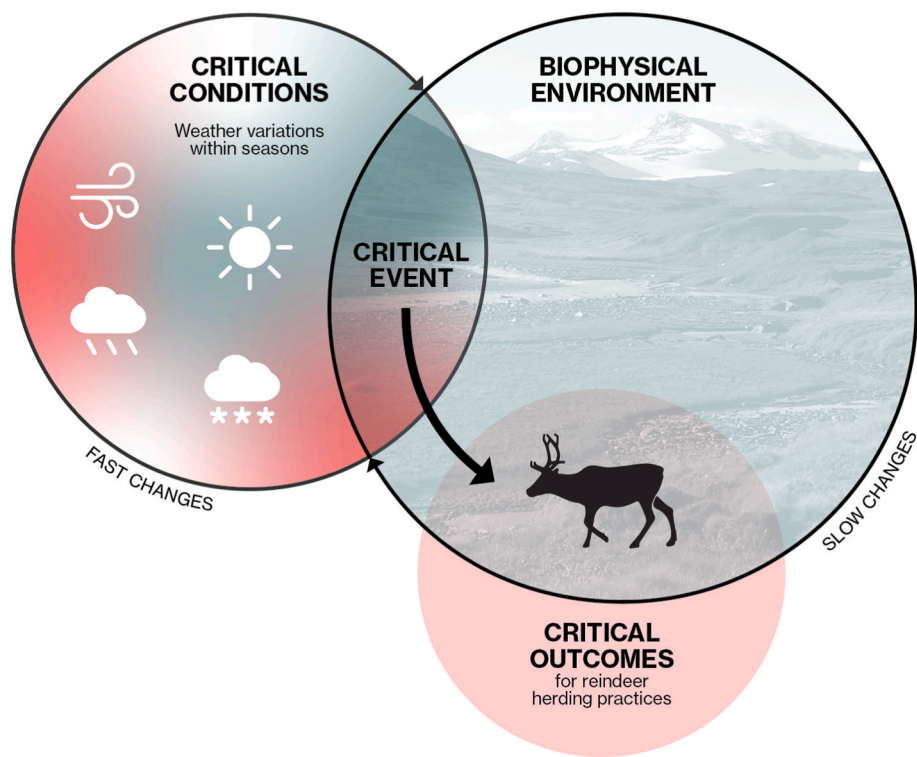 CRITICAL
CONDITIONS
Weather variations
within seasons
BIOPHYSICAL
ENVIRONMENT
CRITICAL
EVENT
FAST CHANGES
SLOW CHANGES
CRITICAL
OUTCOMES
for reindeer
herding practices